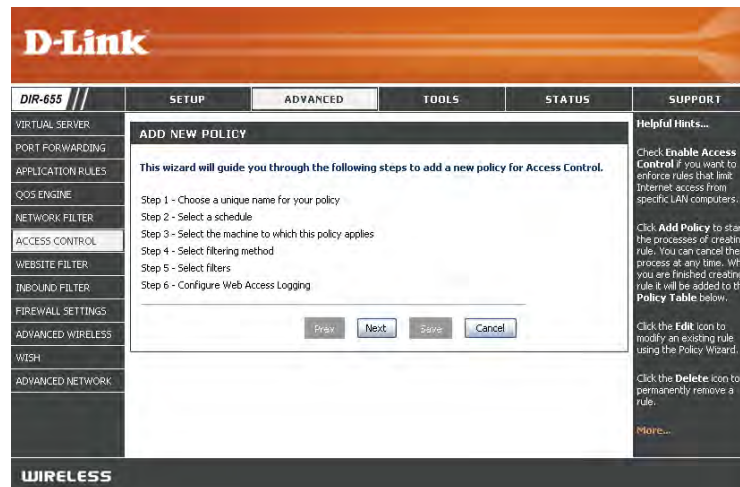 D-Link
DIR-655 // SETUP ADVANCED TOOLS STATUS SUPPORT
VIRTUAL SERVER
PORT FORWARDING
APPLICATION RULES
QOS ENGINE
NETWORK FILTER
ACCESS CONTROL
WEBSITE FILTER
INBOUND FILTER
FIREWALL SETTINGS
ADVANCED WIRELESS
WISH
ADVANCED NETWORK
ADD NEW POLICY
This wizard will guide you through the following steps to add a new policy for Access Control.
Step 1 - Choose a unique name for your policy
Step 2 - Select a schedule
Step 3 - Select the machine to which this policy applies
Step 4 - Select filtering method
Step 5 - Select filters
Step 6 - Configure Web Access Logging
Prev Next Save Cancel
Helpful Hints...
Check Enable Access
Control if you want to
enforce rules that limit
Internet access from
specific LAN computers.
Click Add Policy to star
the processes of creatin
rule. You can cancel the
process at any time. Wh
you are finished creating
rule it will be added to th
Policy Table below.
Click the Edit icon to
modify an existing rule
using the Policy Wizard.
Click the Delete icon to
permanently remove a
rule.
More...
WIRELESS